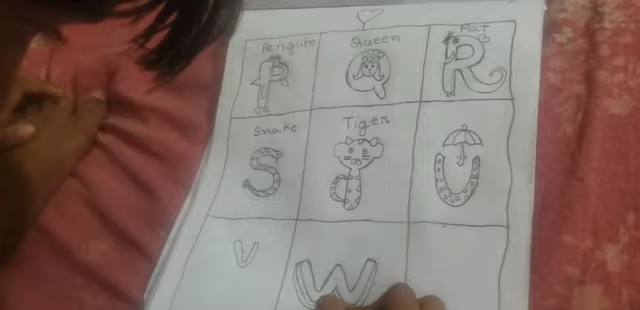 Penguin Queen Rat
P Q R
Snake Tiger
S T U
V W